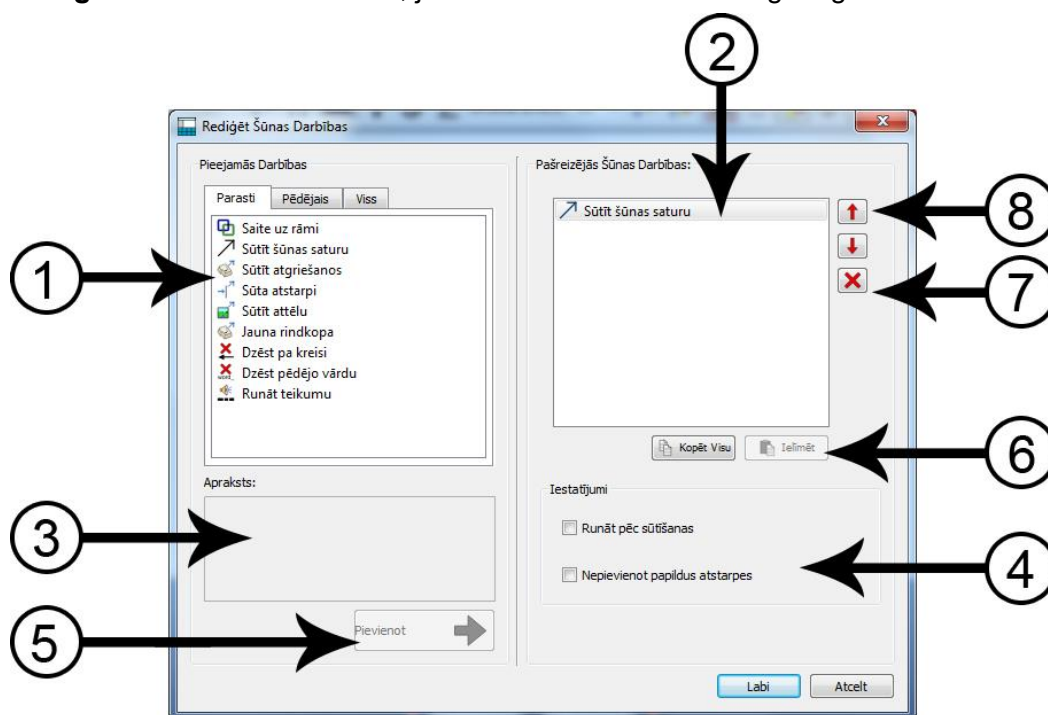 2
Rediģēt Šūnas Darbības
Pieejamās Darbības
Parasti Pēdējais Viss
Saite uz rāmi
Sūtīt šūnas saturu
Sūtīt atgriešanos
Sūta atstarpi
Sūtīt attēlu
Jauna rindkopa
Dzēst pa kreisi
Dzēst pēdējo vārdu
Runāt teikumu
1
Apraksts:
3
Pievienot
5
Pašreizējās Šūnas Darbības:
Sūtīt šūnas saturu
8
7
Kopēt Visu Ielīmēt
6
Iestatījumi
Runāt pēc sūtīšanas
Nepievienot papildus atstarpes
4
Labi Atcelt